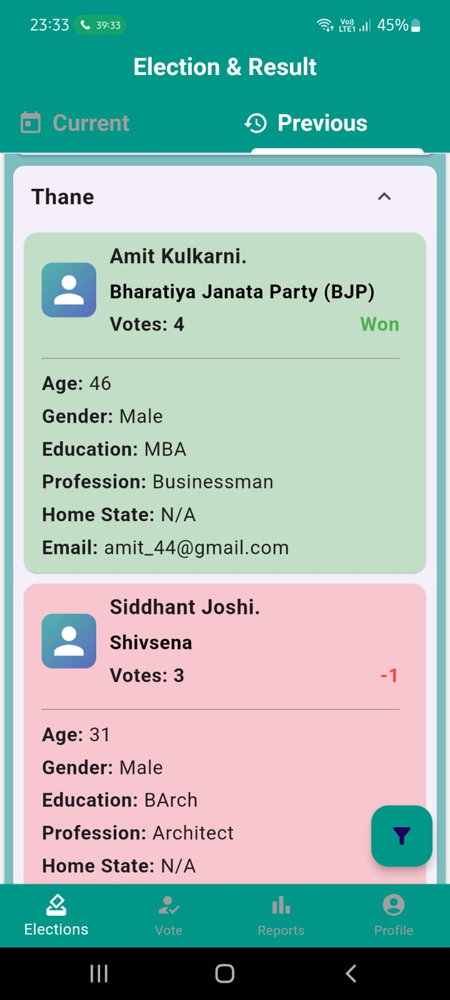 23:33 39:33 Vo)) LTE1 45%
Election & Result
Current Previous
Thane
Amit Kulkarni.
Bharatiya Janata Party (BJP)
Votes: 4 Won
Age: 46
Gender: Male
Education: MBA
Profession: Businessman
Home State: N/A
Email: amit_44@gmail.com
Siddhant Joshi.
Shivsena
Votes: 3 -1
Age: 31
Gender: Male
Education: BArch
Profession: Architect
Home State: N/A
Elections Vote Reports Profile